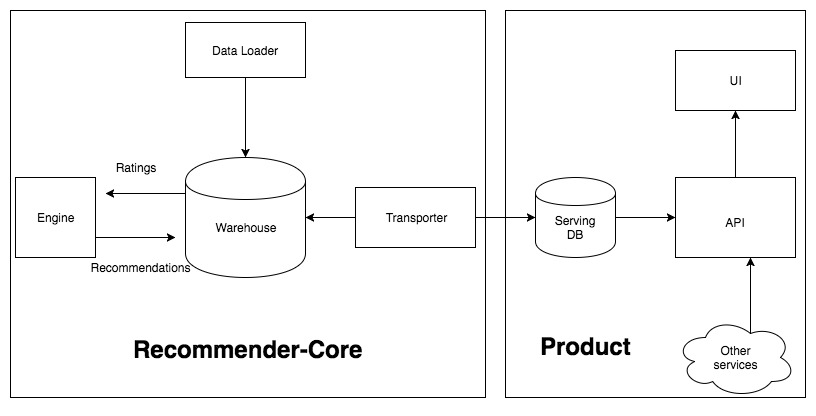 Data Loader
UI
Ratings
Engine
Warehouse
Transporter
Serving
DB
API
Recommendations
Recommender-Core
Product
Other
services